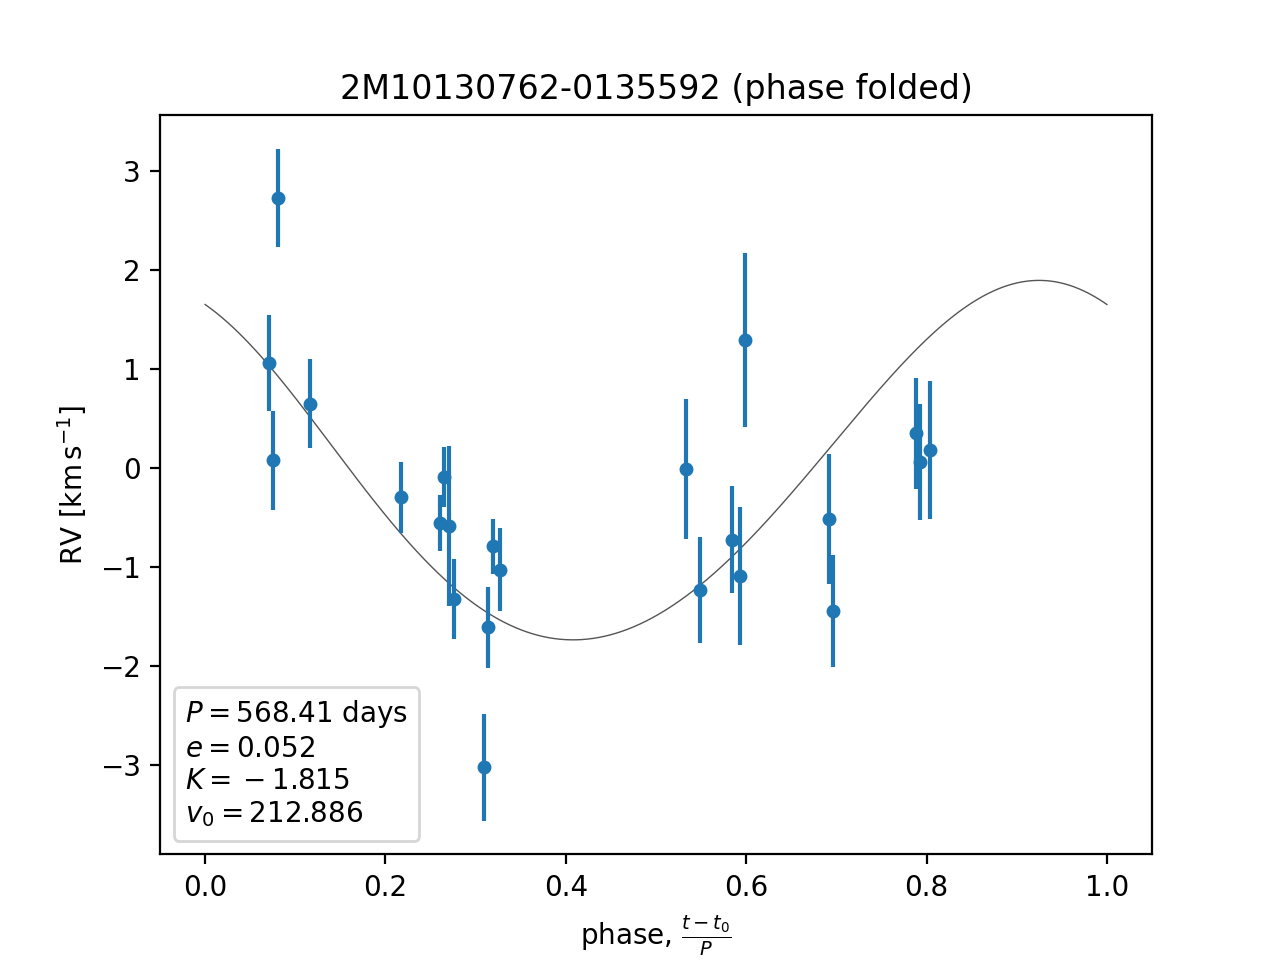 2M10130762-0135592 (phase folded)
3
2
1
0
−1
−2
−3
RV [km s⁻¹]
P = 568.41 days
e = 0.052
K = −1.815
v₀ = 212.886
0.0 0.2 0.4 0.6 0.8 1.0
phase, (t − t₀)/P